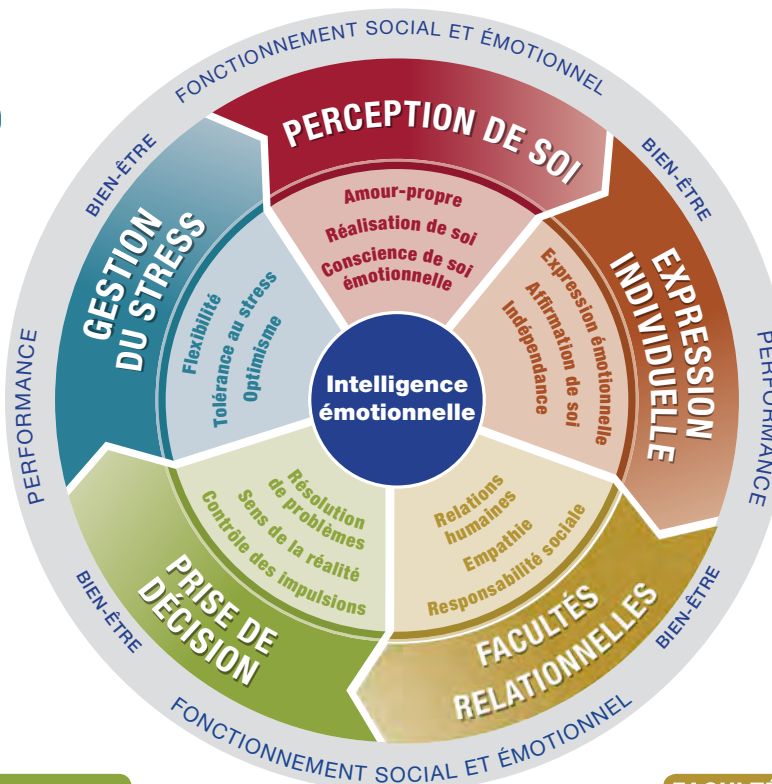 FONCTIONNEMENT SOCIAL ET ÉMOTIONNEL
BIEN-ÊTRE
BIEN-ÊTRE
PERFORMANCE
PERFORMANCE
BIEN-ÊTRE
BIEN-ÊTRE
FONCTIONNEMENT SOCIAL ET ÉMOTIONNEL
PERCEPTION DE SOI
Amour-propre
Réalisation de soi
Conscience de soi
émotionnelle
EXPRESSION
INDIVIDUELLE
Expression émotionnelle
Affirmation de soi
Indépendance
FACULTÉS
RELATIONNELLES
Relations
humaines
Empathie
Responsabilité sociale
PRISE DE
DÉCISION
Résolution
de problèmes
Sens de la réalité
Contrôle des impulsions
GESTION
DU STRESS
Flexibilité
Tolérance au stress
Optimisme
Intelligence
émotionnelle